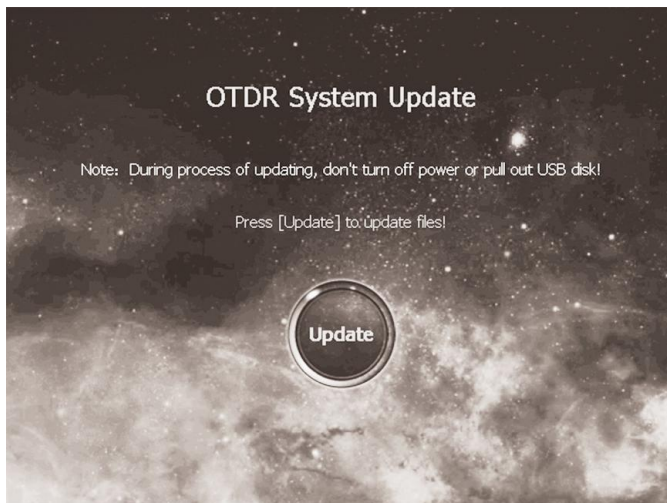 OTDR System Update
Note: During process of updating, don't turn off power or pull out USB disk!
Press [Update] to update files!
Update